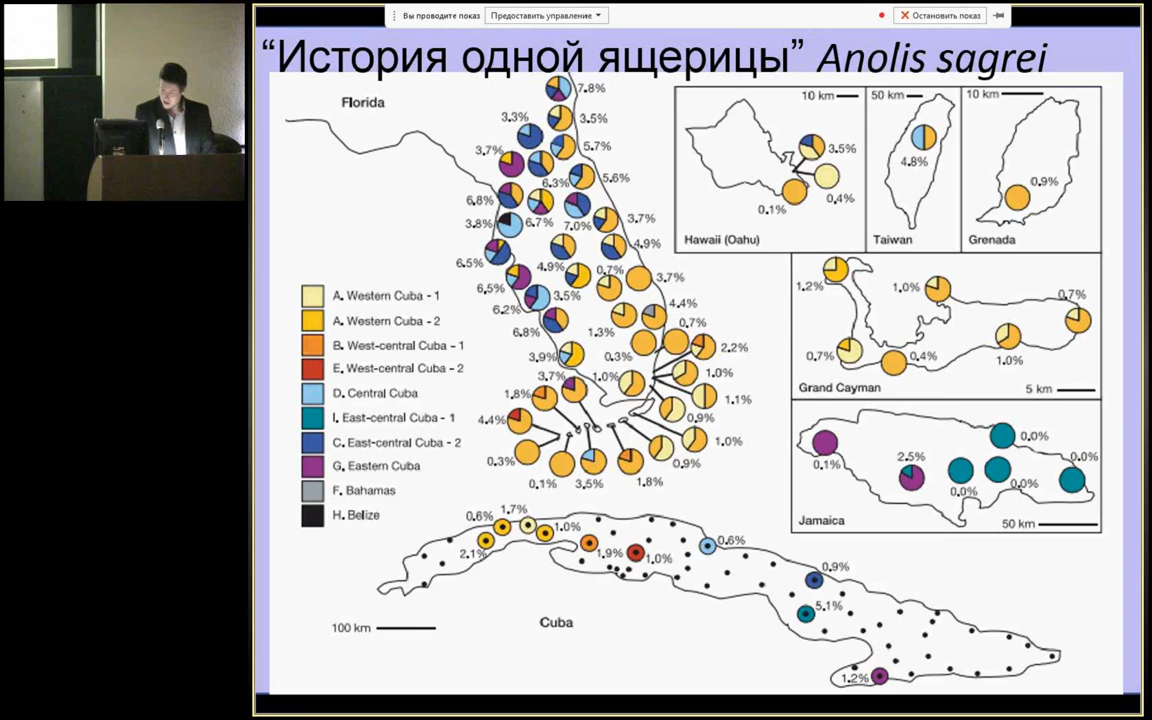 Вы проводите показ
Предоставить управление
Остановить показ
“История одной ящерицы” Anolis sagrei
Florida
7.8%
3.3%
3.5%
3.7%
5.7%
6.3%
5.6%
6.8%
3.8%
6.7%
7.0%
3.7%
6.5%
4.9%
4.9%
0.7%
3.7%
6.5%
6.2%
3.5%
4.4%
6.8%
1.3%
0.7%
3.9%
0.3%
2.2%
3.7%
1.0%
1.0%
1.8%
1.1%
4.4%
0.9%
1.0%
0.3%
0.1%
3.5%
1.8%
0.9%
A. Western Cuba - 1
A. Western Cuba - 2
B. West-central Cuba - 1
E. West-central Cuba - 2
D. Central Cuba
I. East-central Cuba - 1
C. East-central Cuba - 2
G. Eastern Cuba
F. Bahamas
H. Belize
10 km
3.5%
0.4%
0.1%
Hawaii (Oahu)
50 km
4.8%
Taiwan
10 km
0.9%
Grenada
1.2%
1.0%
0.7%
0.7%
0.4%
1.0%
Grand Cayman
5 km
0.1%
2.5%
0.0%
0.0%
0.0%
0.0%
Jamaica
50 km
0.6%
1.7%
1.0%
2.1%
1.9%
1.0%
0.6%
0.9%
5.1%
1.2%
Cuba
100 km